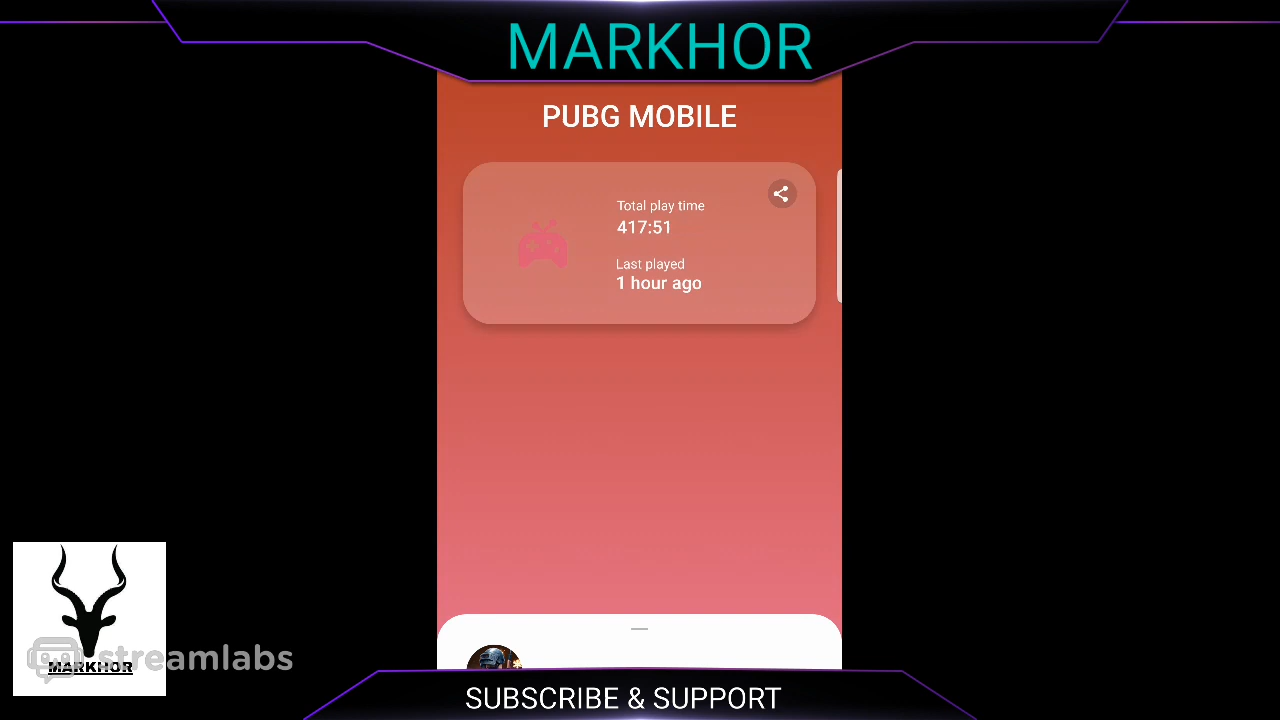 MARKHOR
PUBG MOBILE
Total play time
417:51
Last played
1 hour ago
MARKHOR
streamlabs
SUBSCRIBE & SUPPORT